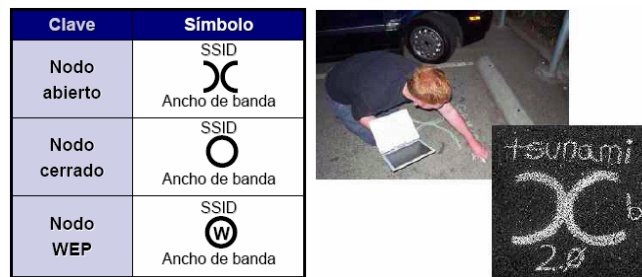 Clave Símbolo
Nodo abierto
SSID
Ancho de banda
Nodo cerrado
SSID
Ancho de banda
Nodo WEP
SSID
W
Ancho de banda
tsunami
b
2.0